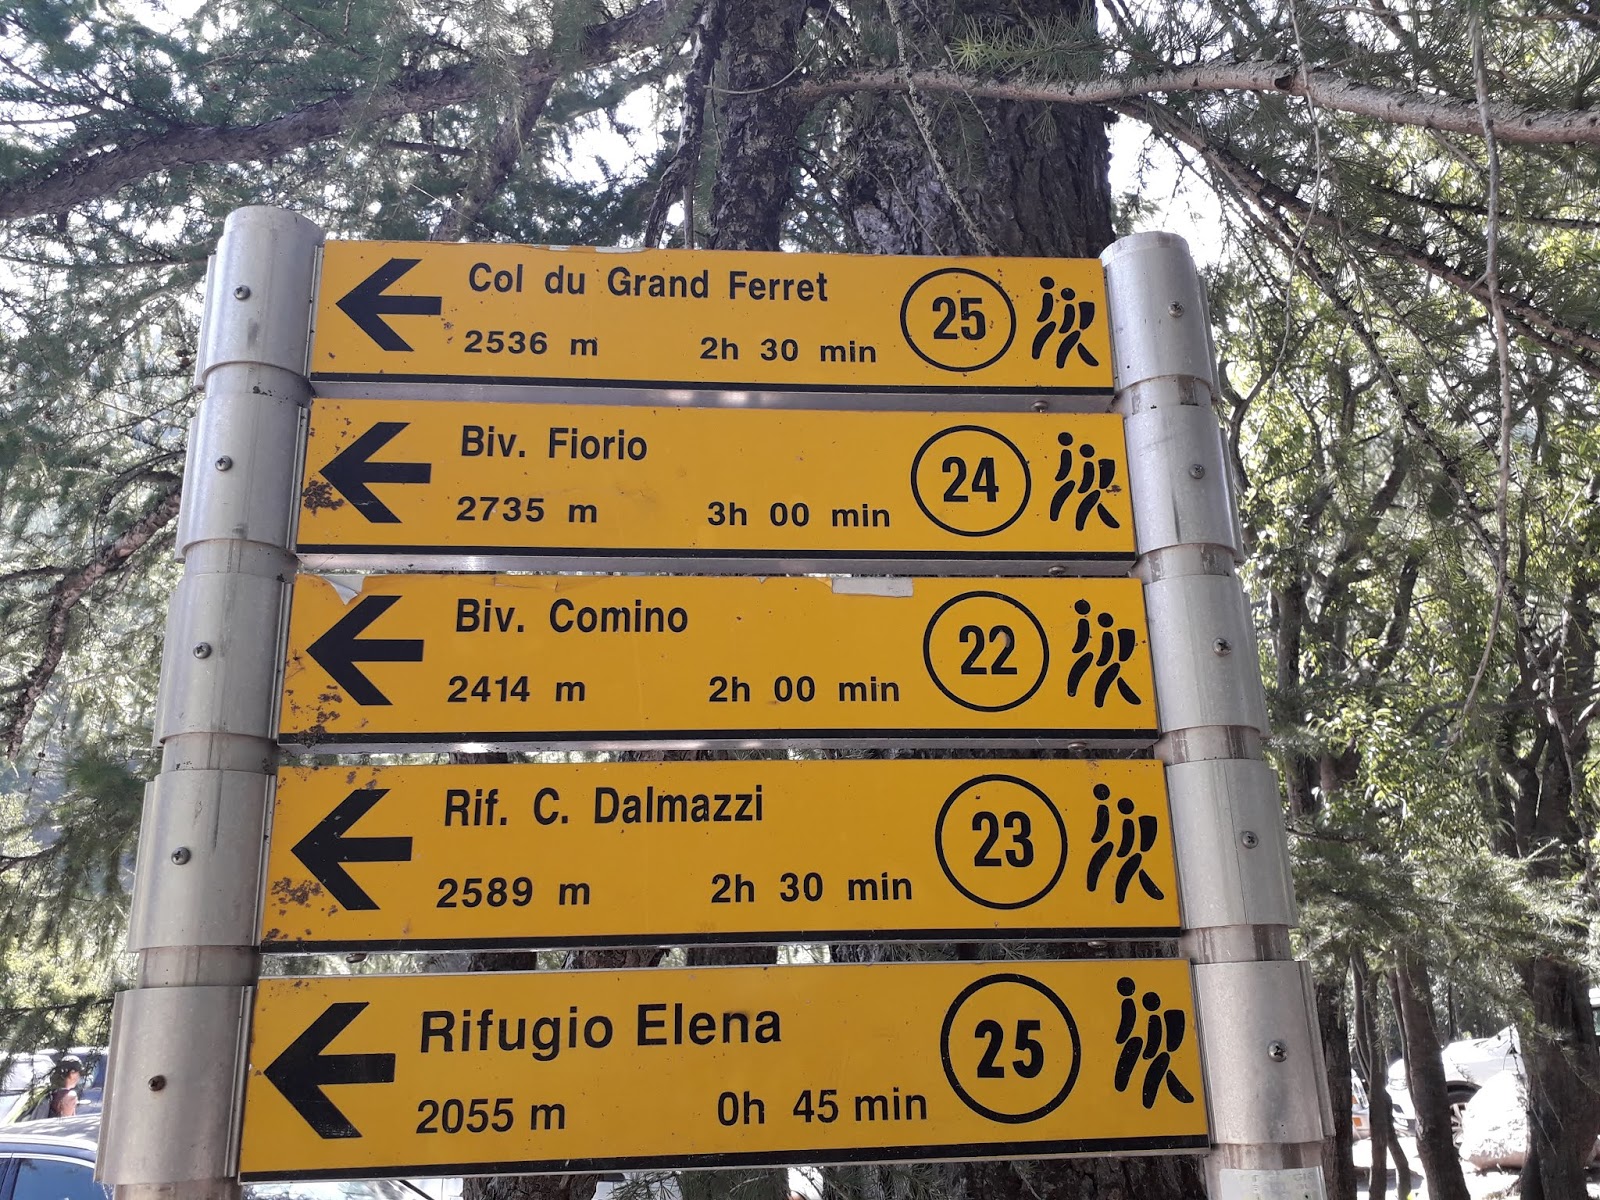 Col du Grand Ferret
2536 m 2h 30 min 25
Biv. Fiorio
2735 m 3h 00 min 24
Biv. Comino
2414 m 2h 00 min 22
Rif. C. Dalmazzi
2589 m 2h 30 min 23
Rifugio Elena
2055 m 0h 45 min 25